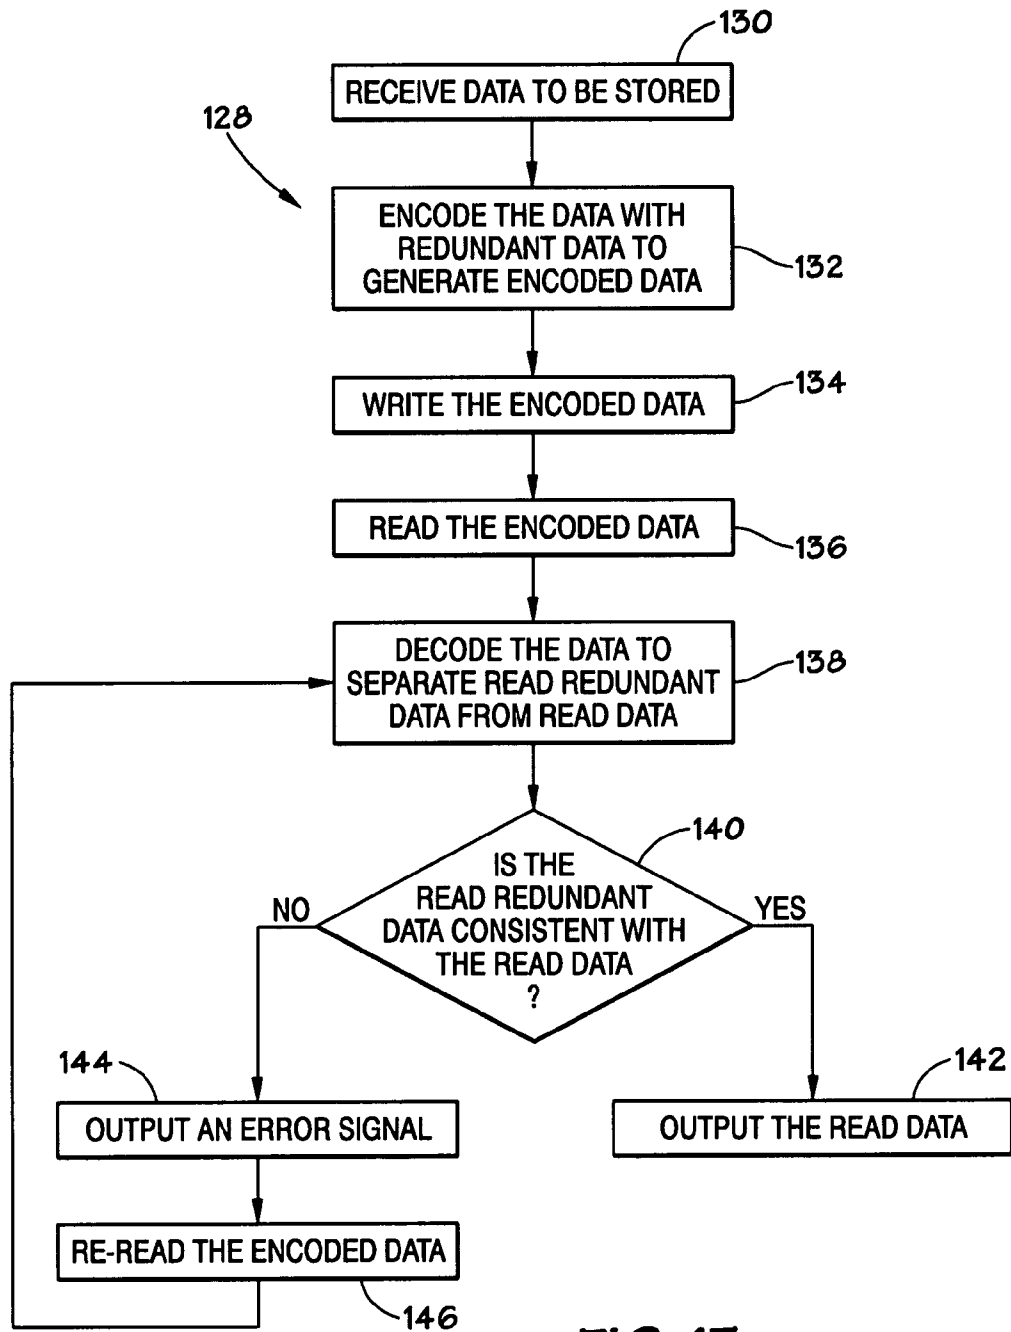 130
RECEIVE DATA TO BE STORED
128
ENCODE THE DATA WITH
REDUNDANT DATA TO
GENERATE ENCODED DATA
132
134
WRITE THE ENCODED DATA
READ THE ENCODED DATA
136
DECODE THE DATA TO
SEPARATE READ REDUNDANT
DATA FROM READ DATA
138
140
IS THE
READ REDUNDANT
DATA CONSISTENT WITH
THE READ DATA
?
NO
YES
144
142
OUTPUT AN ERROR SIGNAL
OUTPUT THE READ DATA
RE-READ THE ENCODED DATA
146